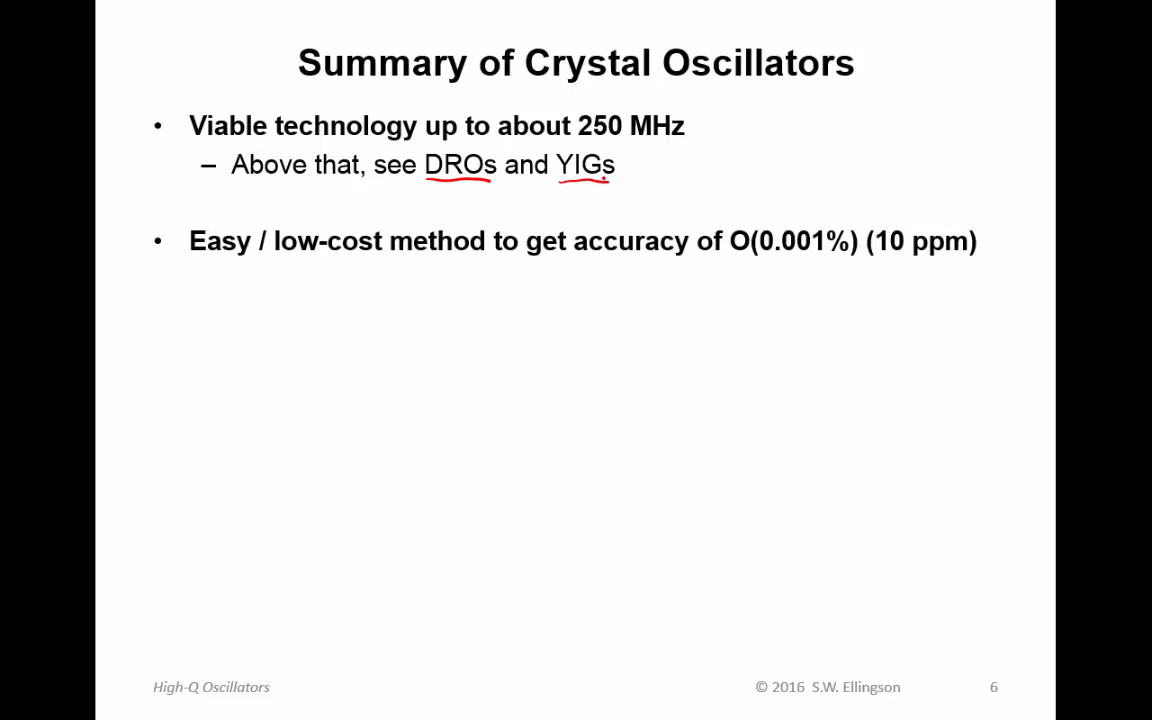 Summary of Crystal Oscillators
• Viable technology up to about 250 MHz
– Above that, see DROs and YIGs
• Easy / low-cost method to get accuracy of O(0.001%) (10 ppm)
High-Q Oscillators © 2016 S.W. Ellingson 6